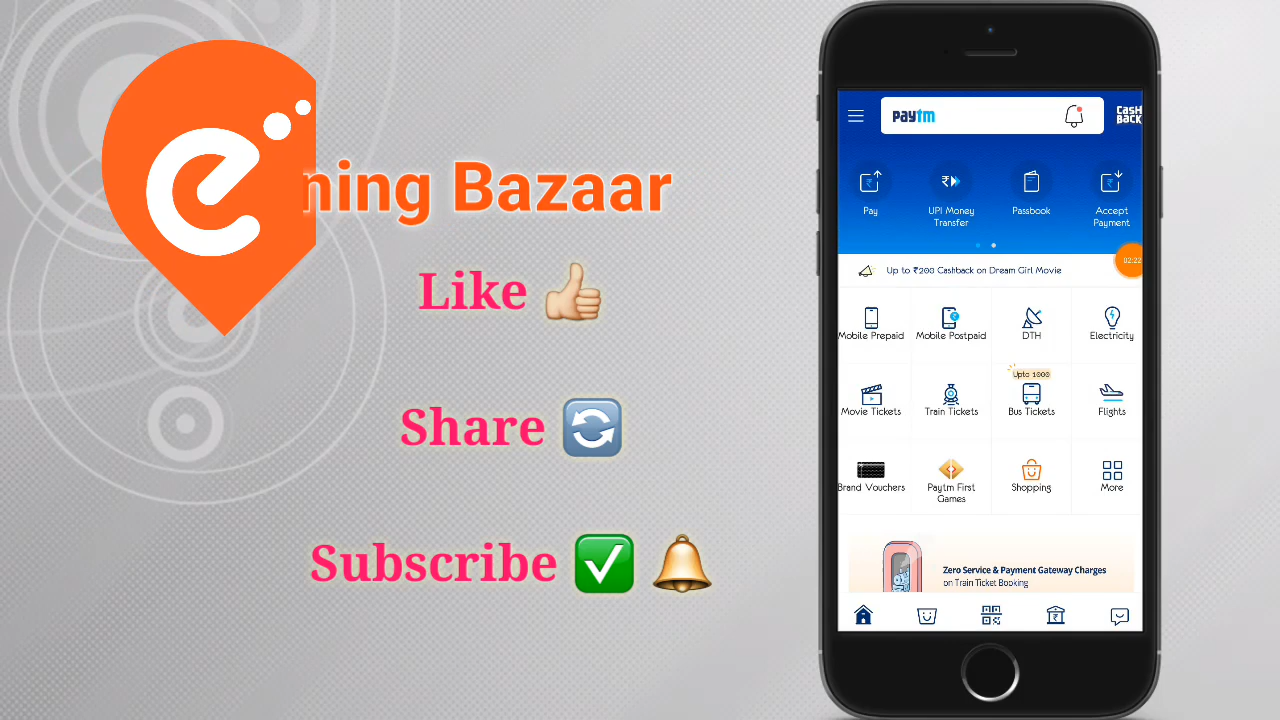 ning Bazaar
Like 👍
Share 🔄
Subscribe ✅ 🔔
paytm
CASH
BACK
Pay
UPI Money
Transfer
Passbook
Accept
Payment
Up to ₹200 Cashback on Dream Girl Movie
02:22
Mobile Prepaid
Mobile Postpaid
DTH
Electricity
Upto 1000
Movie Tickets
Train Tickets
Bus Tickets
Flights
Brand Vouchers
Paytm First
Games
Shopping
More
Zero Service & Payment Gateway Charges
on Train Ticket Booking